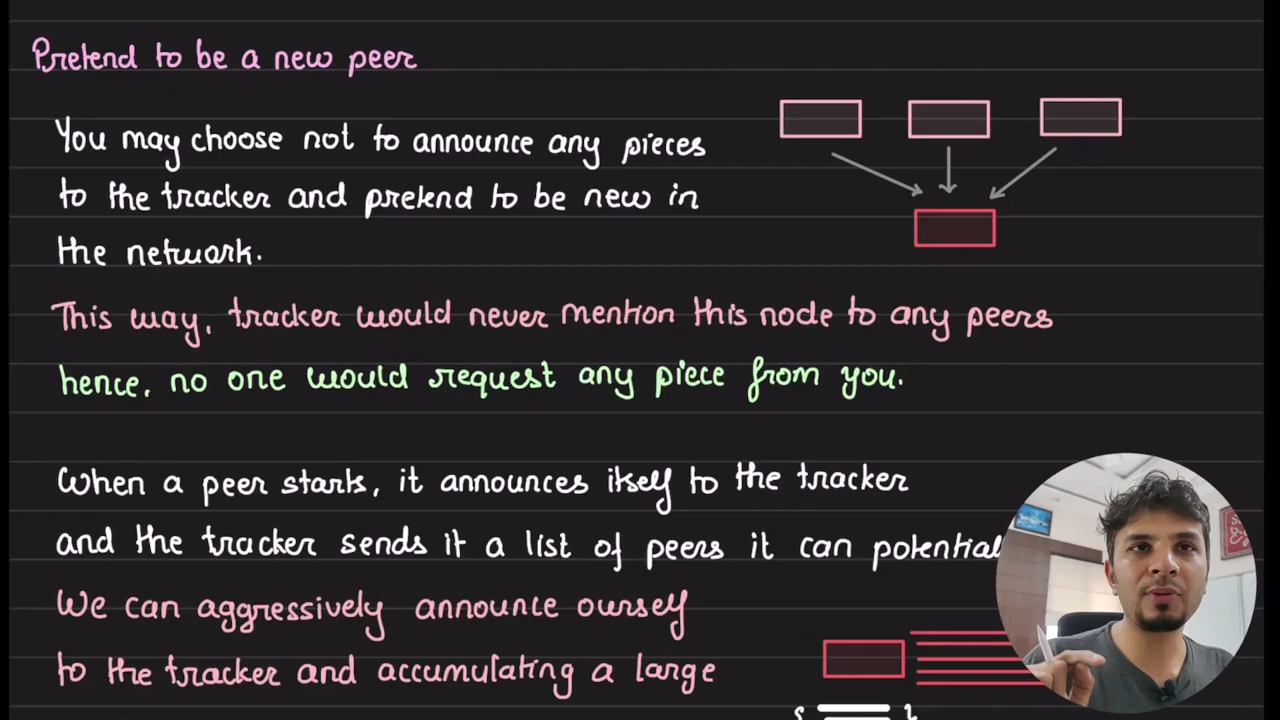 Pretend to be a new peer
You may choose not to announce any pieces
to the tracker and pretend to be new in
the network.
This way, tracker would never mention this node to any peers
hence, no one would request any piece from you.
When a peer starts, it announces itself to the tracker
and the tracker sends it a list of peers it can
We can aggressively announce ourself
to the tracker and accumulating a large